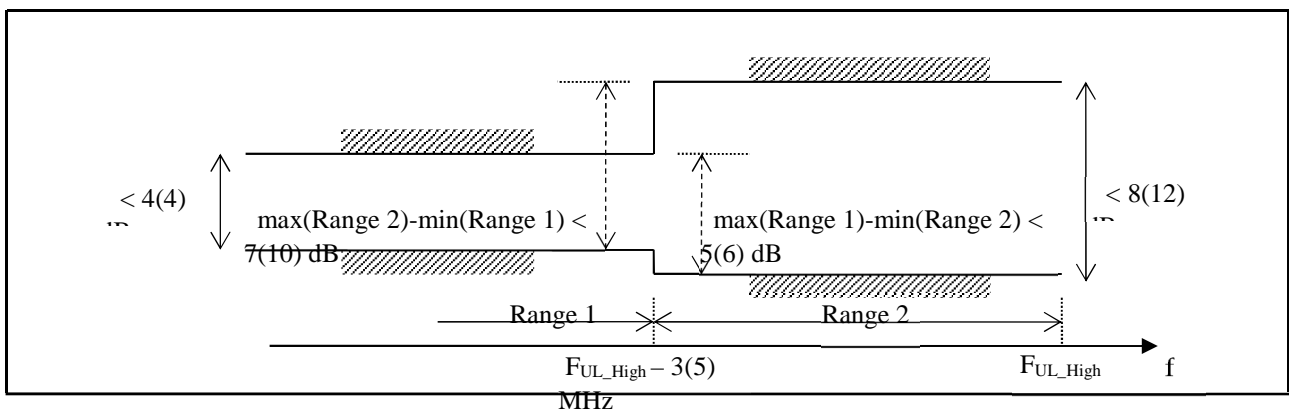 < 4(4)
max(Range 2)-min(Range 1) <
7(10) dB
max(Range 1)-min(Range 2) <
5(6) dB
< 8(12)
Range 1
Range 2
FUL_High – 3(5)
MHz
FUL_High
f